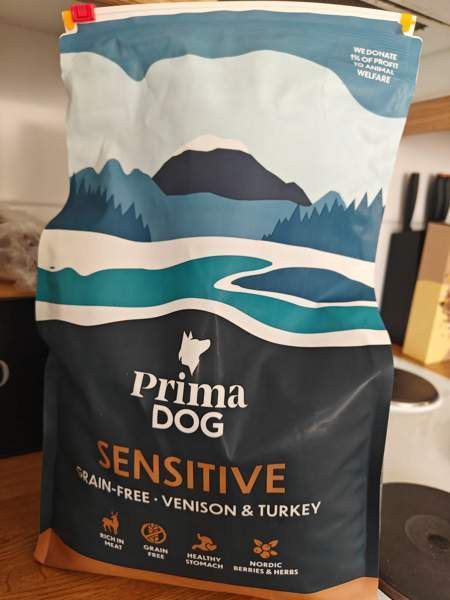 WE DONATE
1% OF PROFIT
TO ANIMAL
WELFARE
Prima
DOG
SENSITIVE
GRAIN-FREE · VENISON & TURKEY
RICH IN
MEAT
GRAIN
FREE
HEALTHY
STOMACH
NORDIC
BERRIES & HERBS